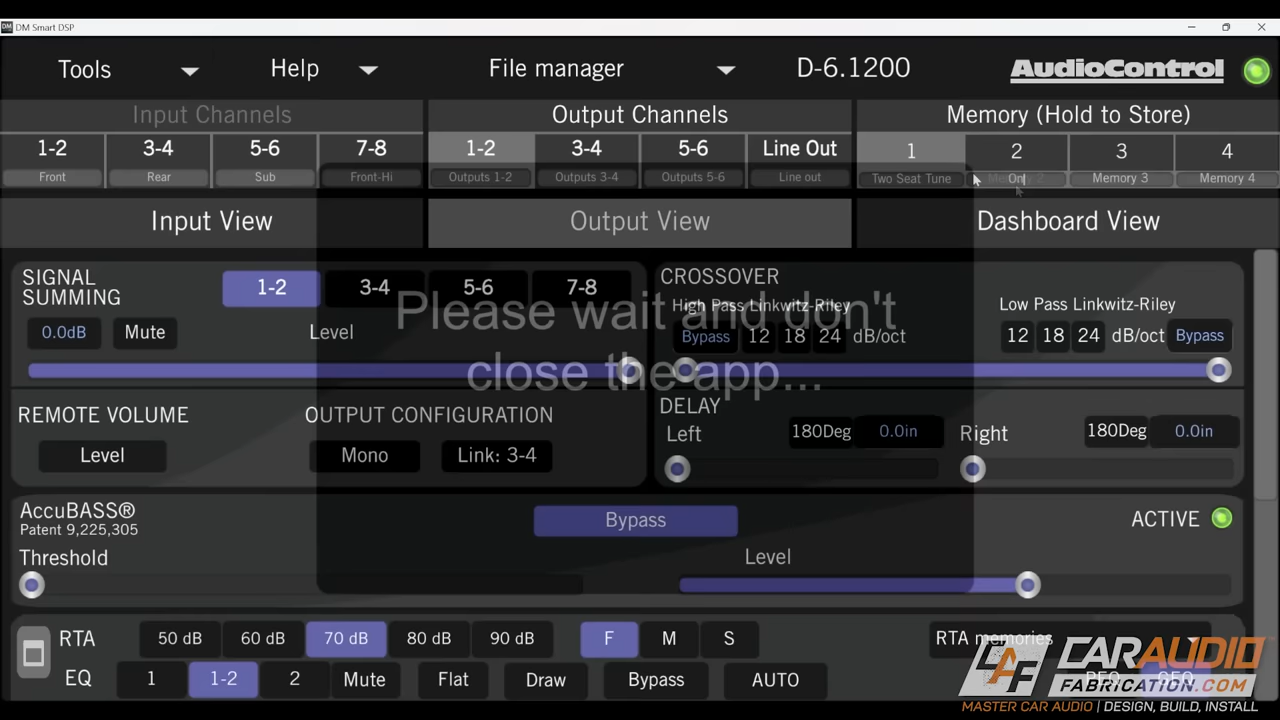 DM Smart DSP
Tools
Help
File manager
D-6.1200
AudioControl
Input Channels
Output Channels
Memory (Hold to Store)
1-2
3-4
5-6
7-8
1-2
3-4
5-6
Line Out
1
2
3
4
Front
Rear
Sub
Front-Hi
Outputs 1-2
Outputs 3-4
Outputs 5-6
Line out
Two Seat Tune
On
Memory 3
Memory 4
Input View
Output View
Dashboard View
SIGNAL
SUMMING
1-2
3-4
5-6
7-8
0.0dB
Mute
Level
CROSSOVER
High Pass Linkwitz-Riley
Low Pass Linkwitz-Riley
Bypass
12
18
24
dB/oct
12
18
24
dB/oct
Bypass
Please wait and don't
close the app...
REMOTE VOLUME
OUTPUT CONFIGURATION
Level
Mono
Link: 3-4
DELAY
Left
180Deg
0.0in
Right
180Deg
0.0in
AccuBASS®
Patent 9,225,305
Bypass
ACTIVE
Threshold
Level
RTA
50 dB
60 dB
70 dB
80 dB
90 dB
F
M
S
RTA memories
EQ
1
1-2
2
Mute
Flat
Draw
Bypass
AUTO
PEQ
GEQ
CAF
CARAUDIO
FABRICATION.COM
MASTER CAR AUDIO | DESIGN, BUILD, INSTALL